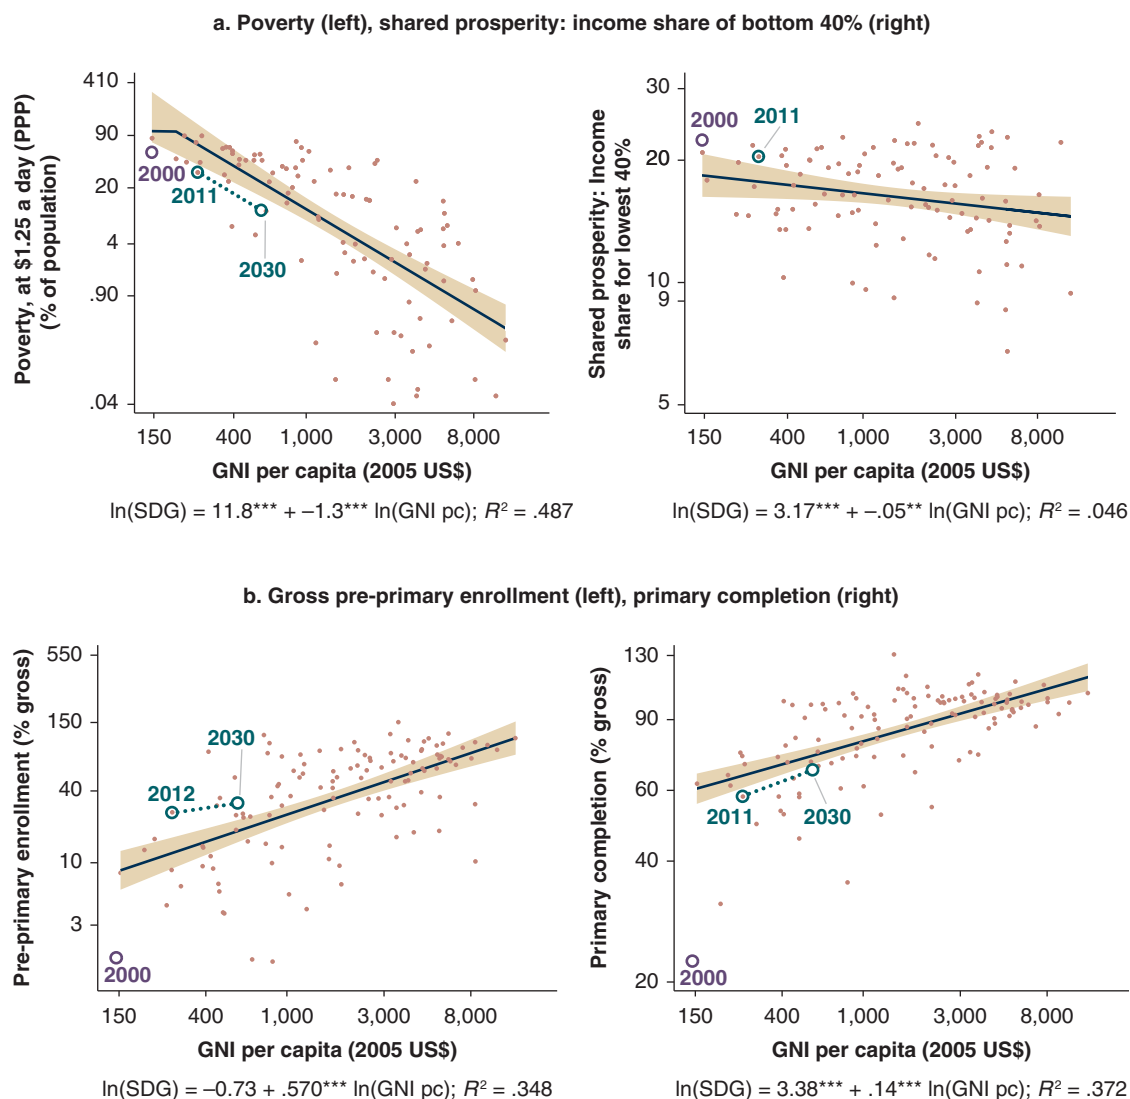 a. Poverty (left), shared prosperity: income share of bottom 40% (right)
Poverty, at $1.25 a day (PPP)
(% of population)
410
90
20
4
.90
.04
2000
2011
2030
150 400 1,000 3,000 8,000
GNI per capita (2005 US$)
ln(SDG) = 11.8*** + –1.3*** ln(GNI pc); R² = .487
Shared prosperity: Income
share for lowest 40%
30
20
10
9
5
2000
2011
150 400 1,000 3,000 8,000
GNI per capita (2005 US$)
ln(SDG) = 3.17*** + –.05** ln(GNI pc); R² = .046
b. Gross pre-primary enrollment (left), primary completion (right)
Pre-primary enrollment (% gross)
550
150
40
10
3
2030
2012
2000
150 400 1,000 3,000 8,000
GNI per capita (2005 US$)
ln(SDG) = –0.73 + .570*** ln(GNI pc); R² = .348
Primary completion (% gross)
130
90
60
40
20
2011
2030
2000
150 400 1,000 3,000 8,000
GNI per capita (2005 US$)
ln(SDG) = 3.38*** + .14*** ln(GNI pc); R² = .372